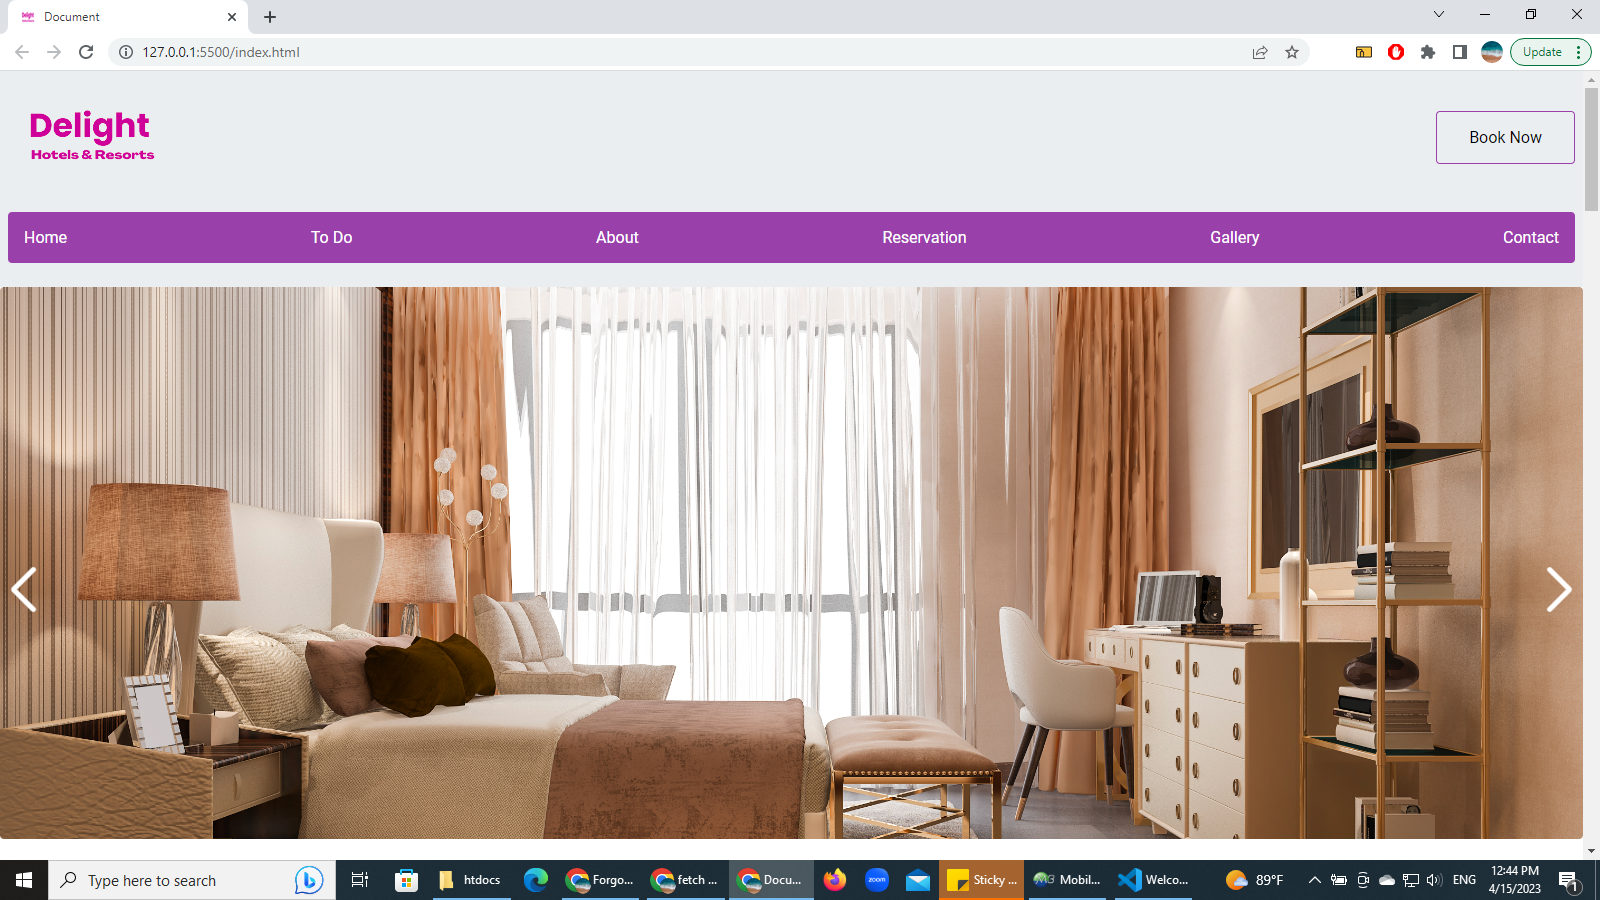 Document
127.0.0.1:5500/index.html
Update
Delight
Hotels & Resorts
Book Now
Home To Do About Reservation Gallery Contact
Type here to search
htdocs
Forgo...
fetch ...
Docu...
zoom
Sticky ...
Mobil...
Welco...
89°F
ENG
12:44 PM
4/15/2023
1